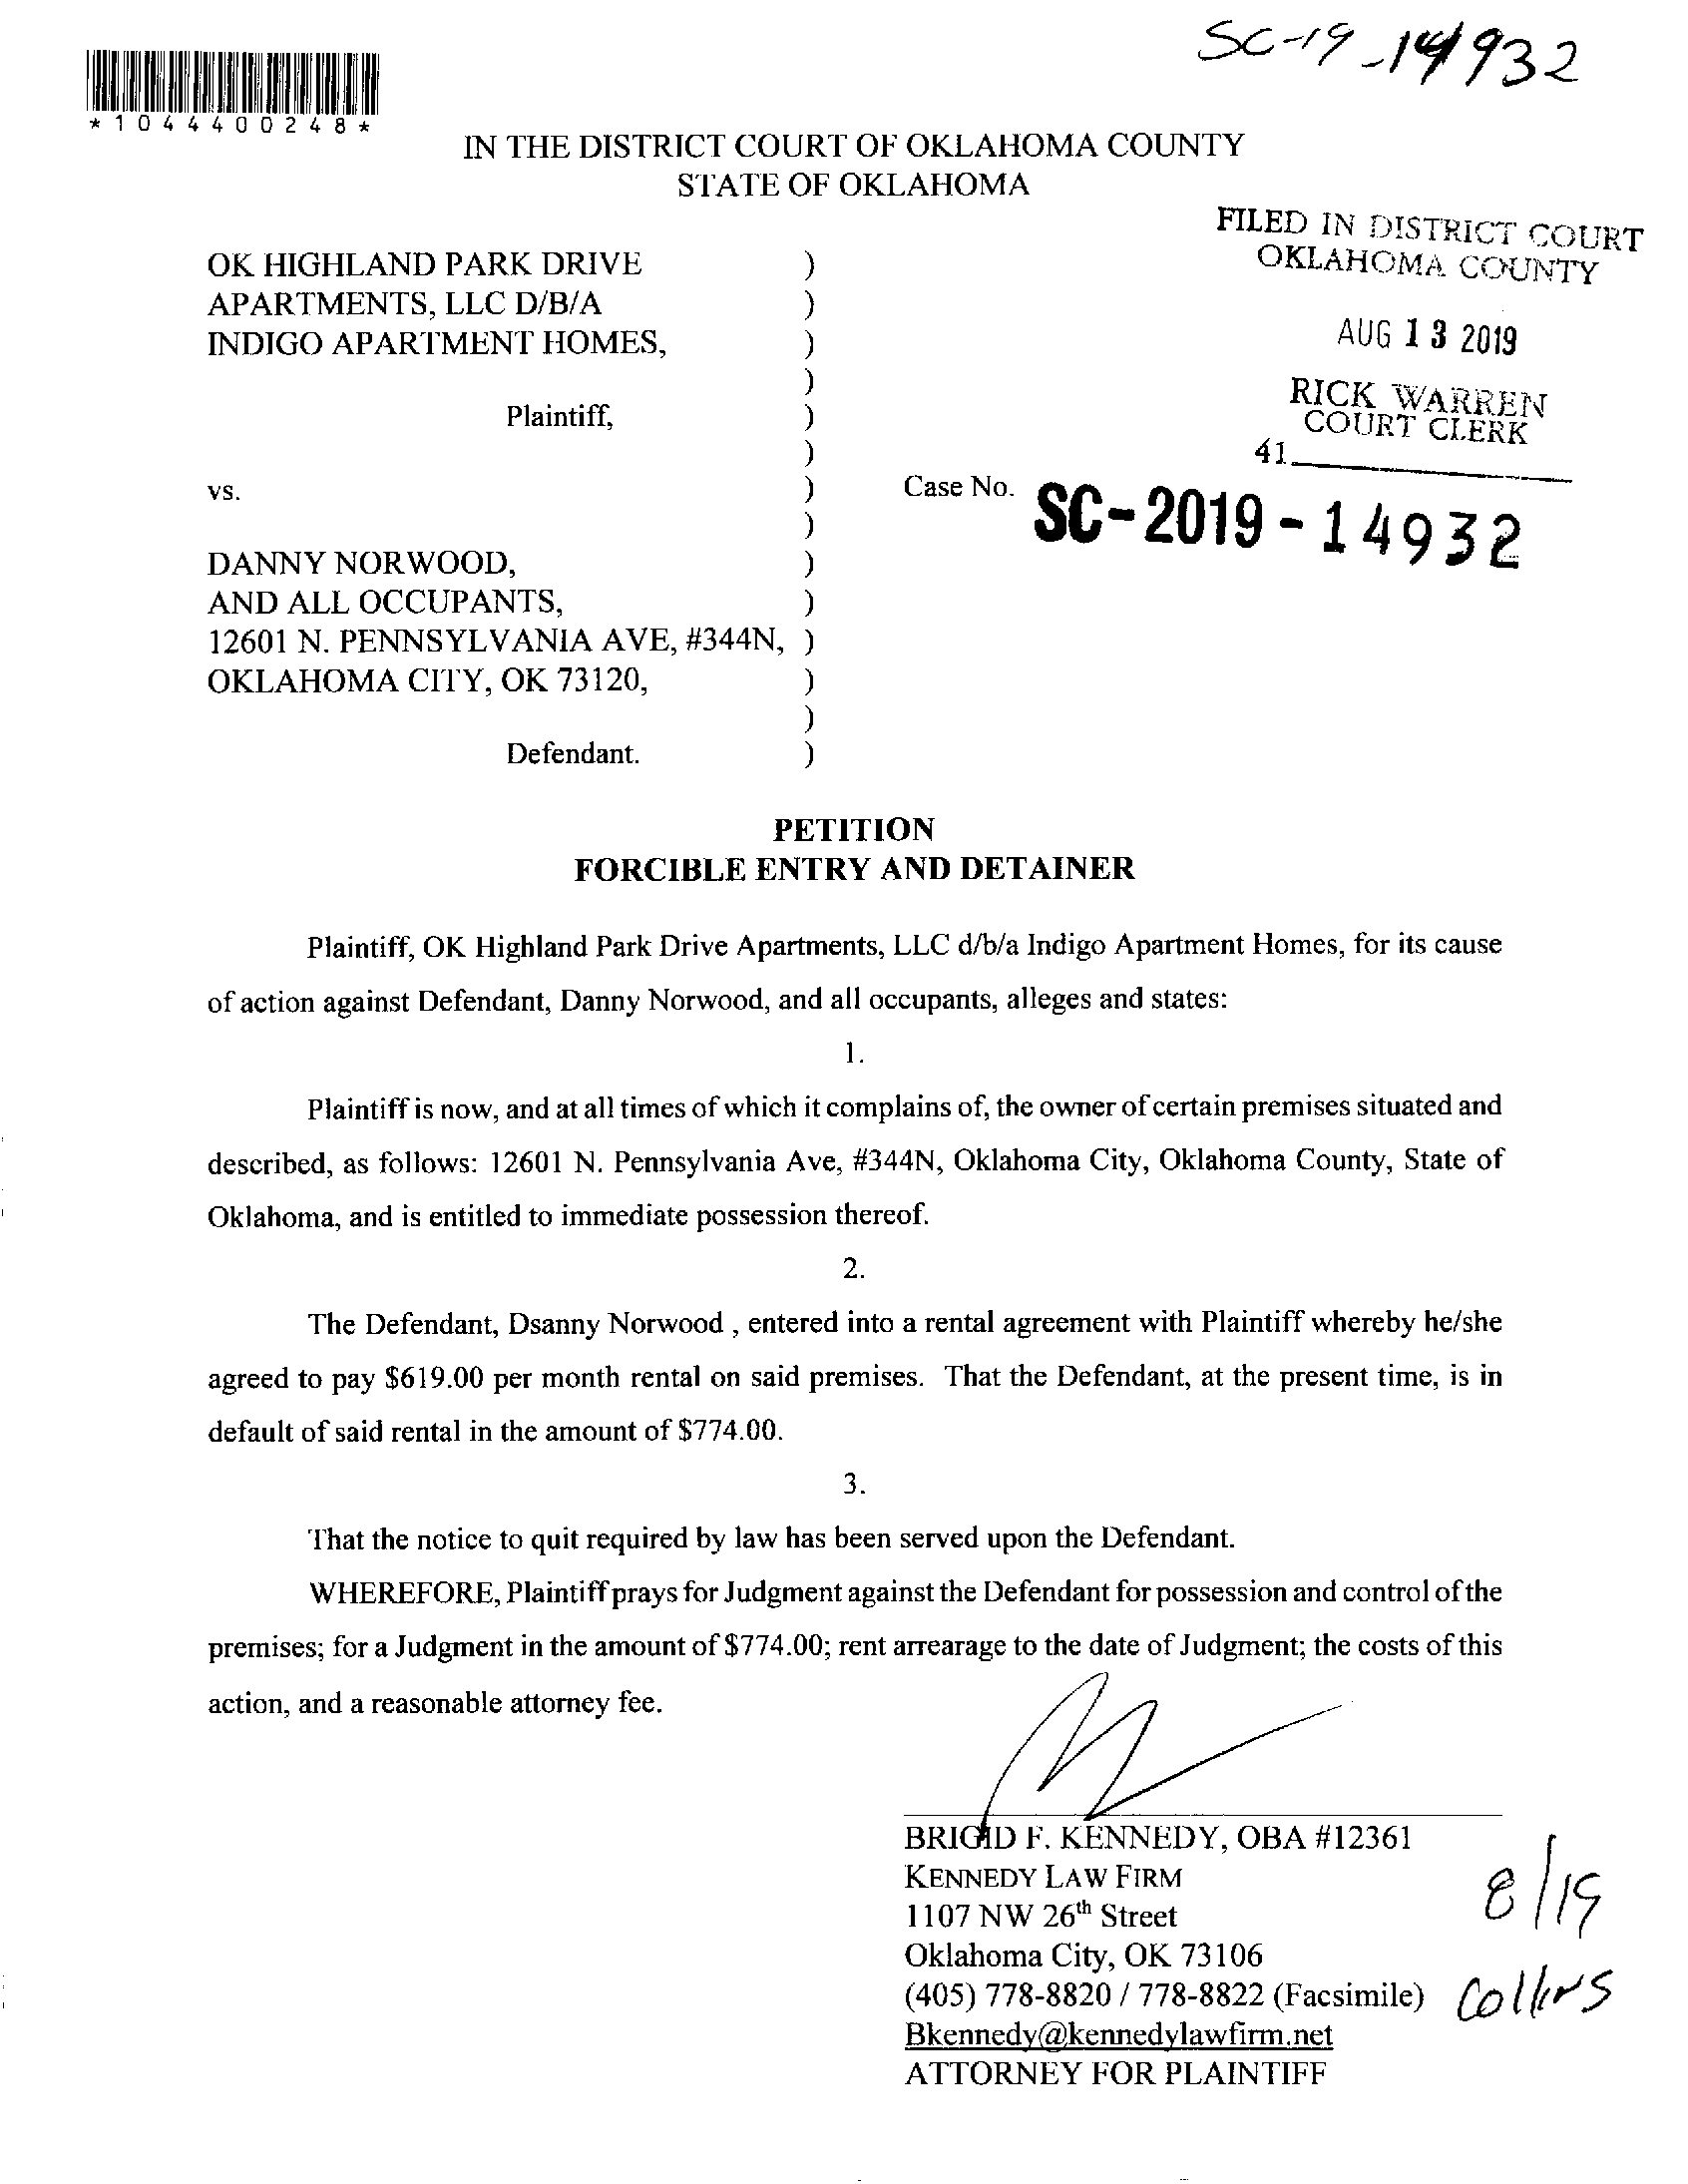 SC-19-14932
*1044400248*
IN THE DISTRICT COURT OF OKLAHOMA COUNTY
STATE OF OKLAHOMA
FILED IN DISTRICT COURT
OKLAHOMA COUNTY
AUG 13 2019
RICK WARREN
COURT CLERK
41
OK HIGHLAND PARK DRIVE )
APARTMENTS, LLC D/B/A )
INDIGO APARTMENT HOMES, )
)
Plaintiff, )
)
vs. ) Case No. SC-2019-14932
)
DANNY NORWOOD, )
AND ALL OCCUPANTS, )
12601 N. PENNSYLVANIA AVE, #344N, )
OKLAHOMA CITY, OK 73120, )
)
Defendant. )
PETITION
FORCIBLE ENTRY AND DETAINER
Plaintiff, OK Highland Park Drive Apartments, LLC d/b/a Indigo Apartment Homes, for its cause
of action against Defendant, Danny Norwood, and all occupants, alleges and states:
1.
Plaintiff is now, and at all times of which it complains of, the owner of certain premises situated and
described, as follows: 12601 N. Pennsylvania Ave, #344N, Oklahoma City, Oklahoma County, State of
Oklahoma, and is entitled to immediate possession thereof.
2.
The Defendant, Dsanny Norwood , entered into a rental agreement with Plaintiff whereby he/she
agreed to pay $619.00 per month rental on said premises. That the Defendant, at the present time, is in
default of said rental in the amount of $774.00.
3.
That the notice to quit required by law has been served upon the Defendant.
WHEREFORE, Plaintiff prays for Judgment against the Defendant for possession and control of the
premises; for a Judgment in the amount of $774.00; rent arrearage to the date of Judgment; the costs of this
action, and a reasonable attorney fee.
BRIGID F. KENNEDY, OBA #12361
KENNEDY LAW FIRM
1107 NW 26th Street
Oklahoma City, OK 73106
(405) 778-8820 / 778-8822 (Facsimile)
Bkennedy@kennedylawfirm.net
ATTORNEY FOR PLAINTIFF
8/19
Collins